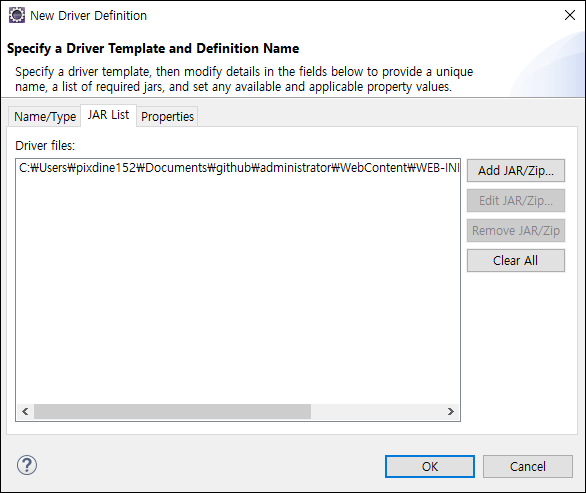 New Driver Definition
Specify a Driver Template and Definition Name
Specify a driver template, then modify details in the fields below to provide a unique
name, a list of required jars, and set any available and applicable property values.
Name/Type JAR List Properties
Driver files:
C:₩Users₩pixdine152₩Documents₩github₩administrator₩WebContent₩WEB-INI
Add JAR/Zip...
Edit JAR/Zip...
Remove JAR/Zip
Clear All
OK Cancel